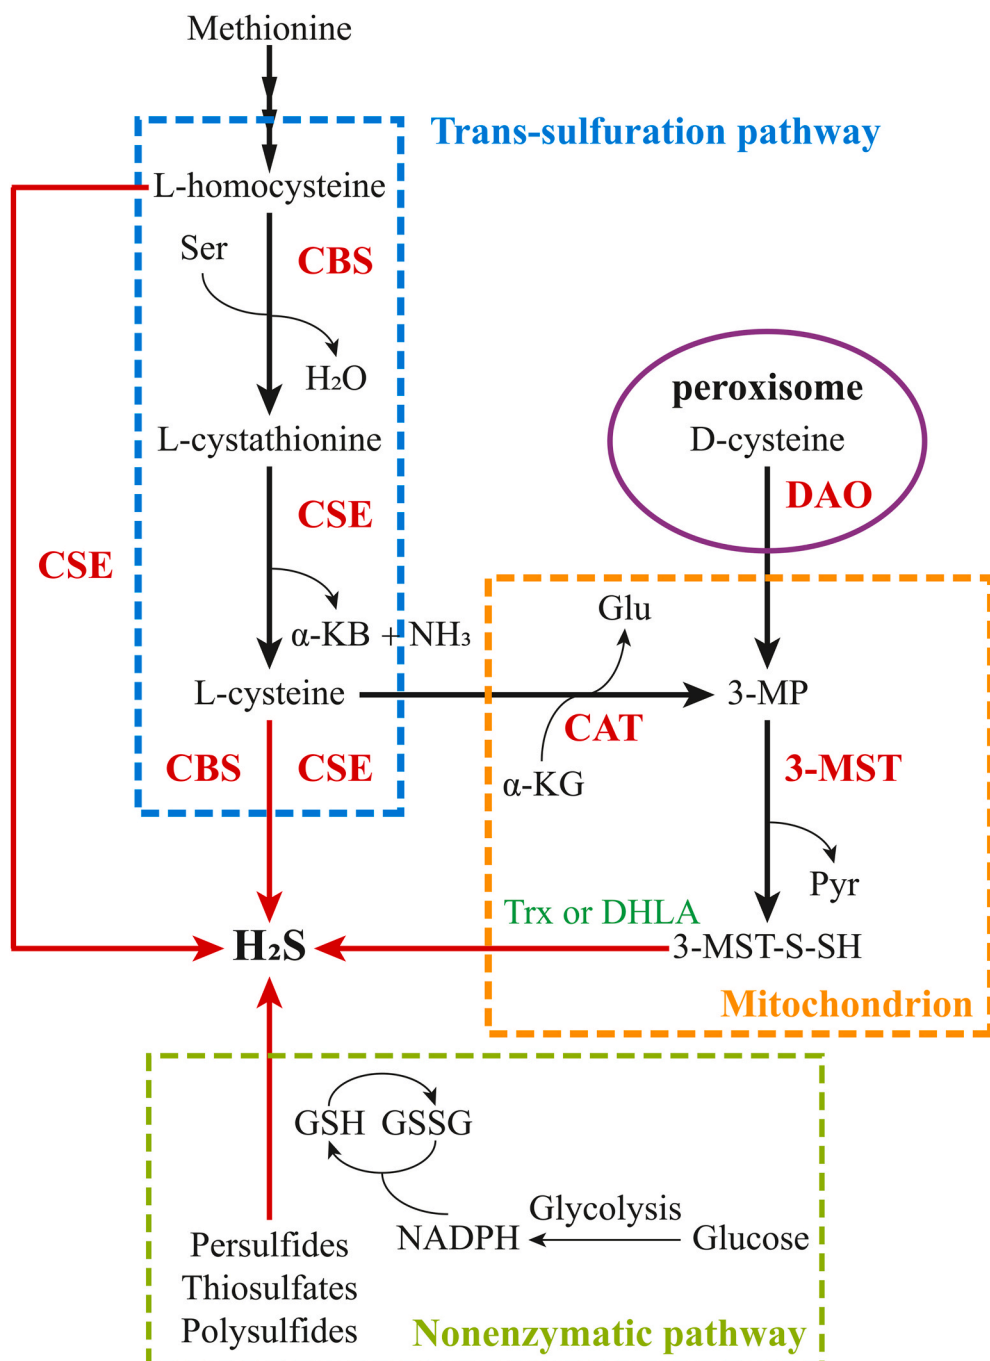 Methionine
Trans-sulfuration pathway
L-homocysteine
Ser
CBS
H₂O
L-cystathionine
CSE
CSE
α-KB + NH₃
L-cysteine
CBS
CSE
peroxisome
D-cysteine
DAO
Glu
3-MP
CAT
α-KG
3-MST
Pyr
Trx or DHLA
3-MST-S-SH
H₂S
Mitochondrion
GSH GSSG
Glycolysis
NADPH
Glucose
Persulfides
Thiosulfates
Polysulfides
Nonenzymatic pathway